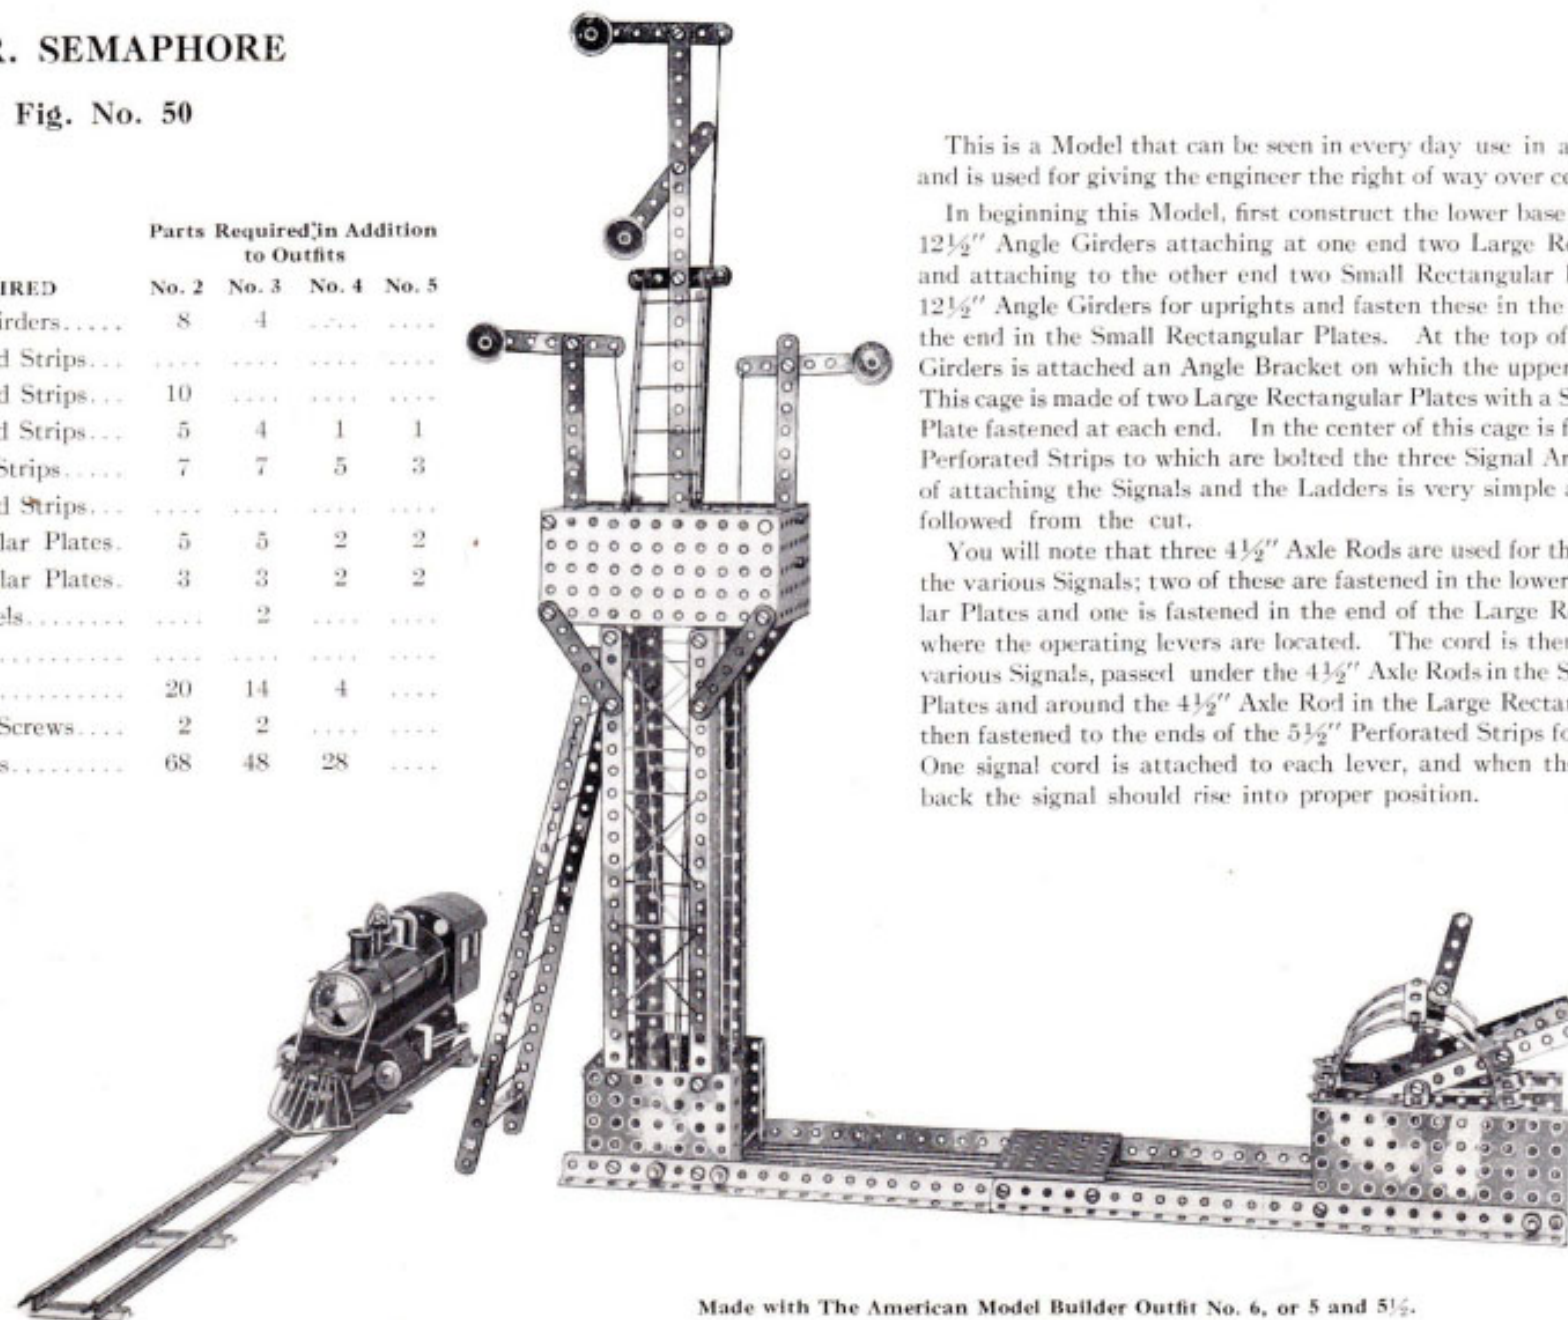 R. SEMAPHORE
Fig. No. 50
Parts Required in Addition
to Outfits
IRED No. 2 No. 3 No. 4 No. 5
irders..... 8 4 .... ....
d Strips... .... .... .... ....
d Strips... 10 .... .... ....
d Strips... 5 4 1 1
Strips..... 7 7 5 3
d Strips... .... .... .... ....
lar Plates. 5 5 2 2
lar Plates. 3 3 2 2
els........ .... 2 .... ....
........... .... .... .... ....
........... 20 14 4 ....
Screws.... 2 2 .... ....
s......... 68 48 28 ....
This is a Model that can be seen in every day use in a
and is used for giving the engineer the right of way over ce
In beginning this Model, first construct the lower base
12½″ Angle Girders attaching at one end two Large Re
and attaching to the other end two Small Rectangular
12½″ Angle Girders for uprights and fasten these in the
the end in the Small Rectangular Plates. At the top of
Girders is attached an Angle Bracket on which the upper
This cage is made of two Large Rectangular Plates with a S
Plate fastened at each end. In the center of this cage is f
Perforated Strips to which are bolted the three Signal Ar
of attaching the Signals and the Ladders is very simple a
followed from the cut.
You will note that three 4½″ Axle Rods are used for th
the various Signals; two of these are fastened in the lower
lar Plates and one is fastened in the end of the Large R
where the operating levers are located. The cord is then
various Signals, passed under the 4½″ Axle Rods in the S
Plates and around the 4½″ Axle Rod in the Large Rectan
then fastened to the ends of the 5½″ Perforated Strips fo
One signal cord is attached to each lever, and when the
back the signal should rise into proper position.
Made with The American Model Builder Outfit No. 6, or 5 and 5½.